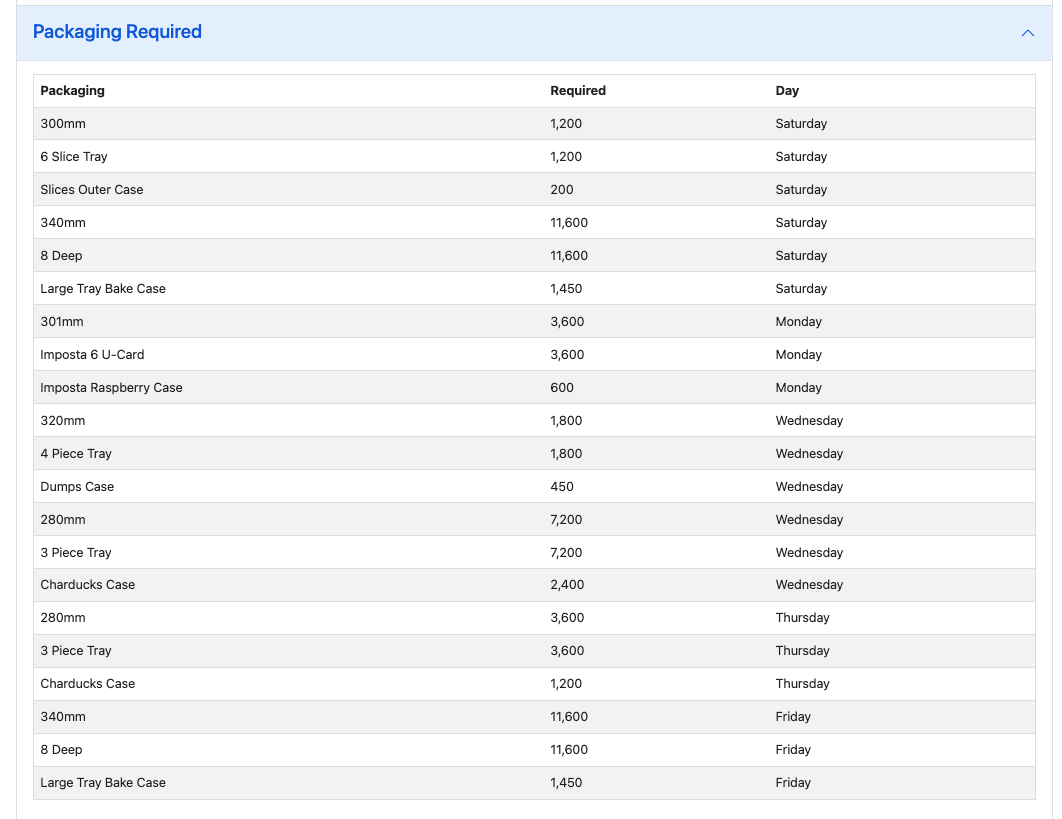 Packaging Required
Packaging Required Day
300mm 1,200 Saturday
6 Slice Tray 1,200 Saturday
Slices Outer Case 200 Saturday
340mm 11,600 Saturday
8 Deep 11,600 Saturday
Large Tray Bake Case 1,450 Saturday
301mm 3,600 Monday
Imposta 6 U-Card 3,600 Monday
Imposta Raspberry Case 600 Monday
320mm 1,800 Wednesday
4 Piece Tray 1,800 Wednesday
Dumps Case 450 Wednesday
280mm 7,200 Wednesday
3 Piece Tray 7,200 Wednesday
Charducks Case 2,400 Wednesday
280mm 3,600 Thursday
3 Piece Tray 3,600 Thursday
Charducks Case 1,200 Thursday
340mm 11,600 Friday
8 Deep 11,600 Friday
Large Tray Bake Case 1,450 Friday